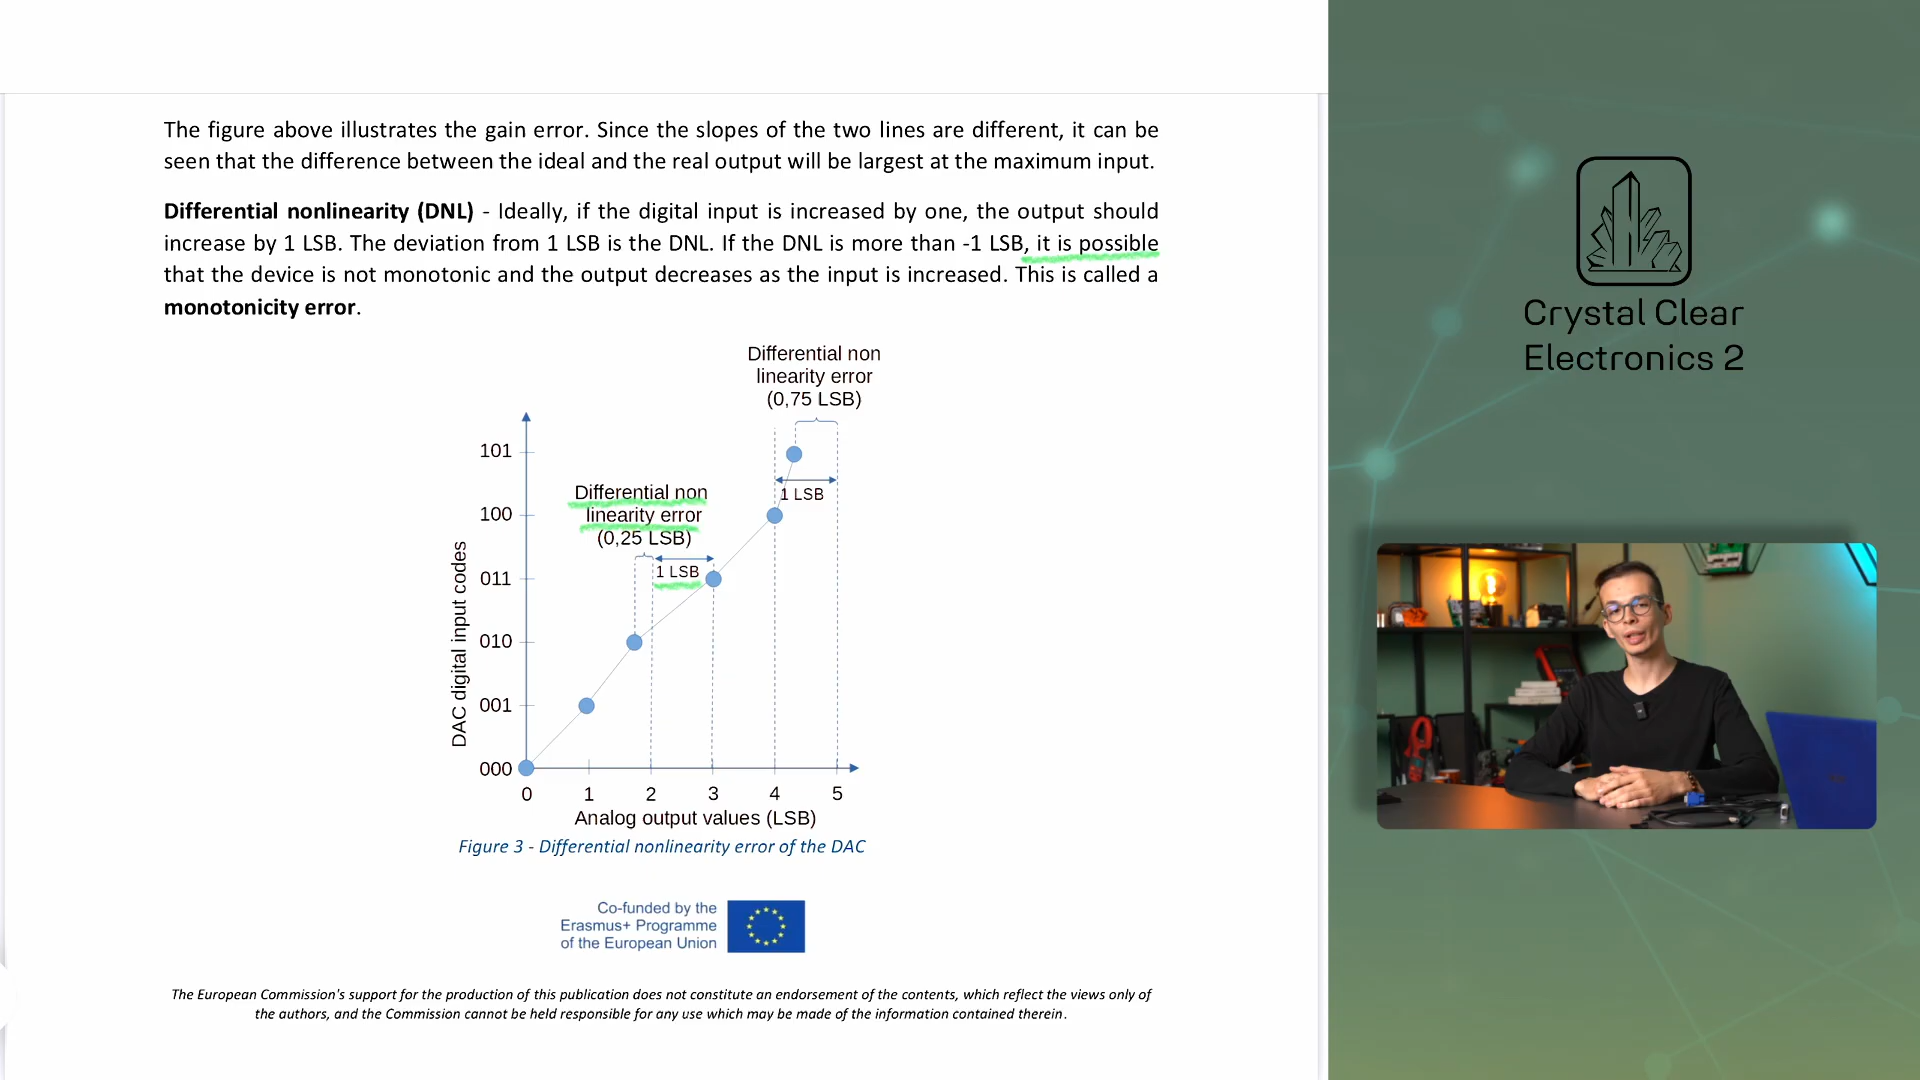 The figure above illustrates the gain error. Since the slopes of the two lines are different, it can be
seen that the difference between the ideal and the real output will be largest at the maximum input.
Differential nonlinearity (DNL) - Ideally, if the digital input is increased by one, the output should
increase by 1 LSB. The deviation from 1 LSB is the DNL. If the DNL is more than -1 LSB, it is possible
that the device is not monotonic and the output decreases as the input is increased. This is called a
monotonicity error.
Differential non
linearity error
(0,75 LSB)
101
1 LSB
Differential non
linearity error
(0,25 LSB)
100
1 LSB
011
010
001
000
DAC digital input codes
0 1 2 3 4 5
Analog output values (LSB)
Figure 3 - Differential nonlinearity error of the DAC
Co-funded by the
Erasmus+ Programme
of the European Union
The European Commission's support for the production of this publication does not constitute an endorsement of the contents, which reflect the views only of
the authors, and the Commission cannot be held responsible for any use which may be made of the information contained therein.
Crystal Clear
Electronics 2